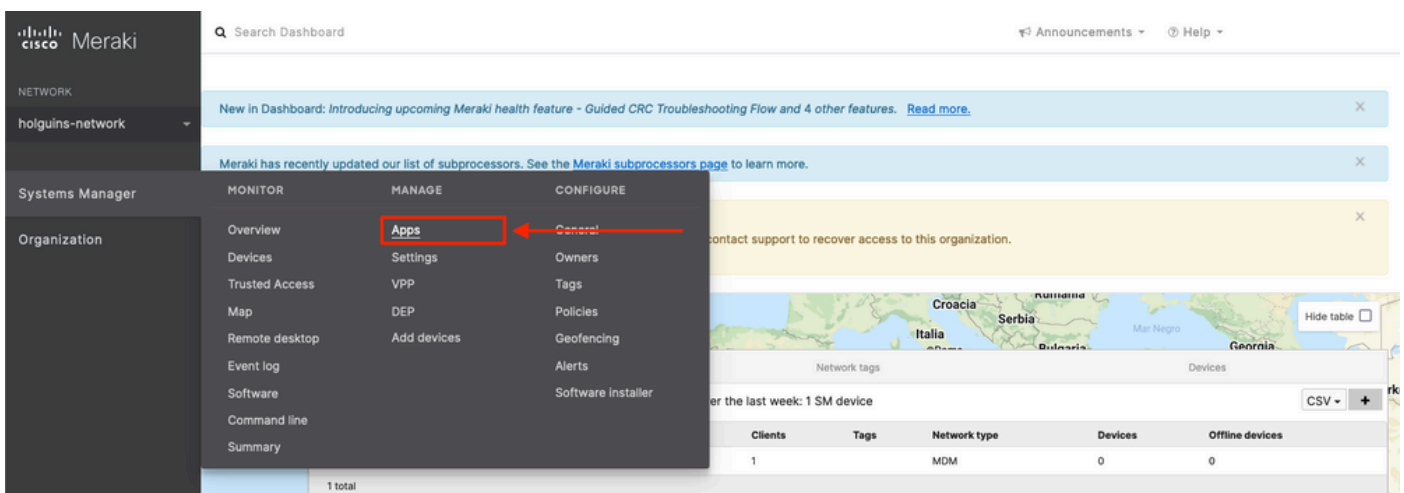 cisco Meraki
Search Dashboard
Announcements
Help
NETWORK
holguins-network
New in Dashboard: Introducing upcoming Meraki health feature - Guided CRC Troubleshooting Flow and 4 other features. Read more.
Meraki has recently updated our list of subprocessors. See the Meraki subprocessors page to learn more.
Systems Manager
Organization
MONITOR
Overview
Devices
Trusted Access
Map
Remote desktop
Event log
Software
Command line
Summary
MANAGE
Apps
Settings
VPP
DEP
Add devices
CONFIGURE
General
Owners
Tags
Policies
Geofencing
Alerts
Software installer
contact support to recover access to this organization.
Croacia
Rumania
Serbia
Italia
Mar Negro
Bulgaria
Georgia
Hide table
Network tags
Devices
er the last week: 1 SM device
CSV
+
Clients Tags Network type Devices Offline devices
1 MDM 0 0
1 total